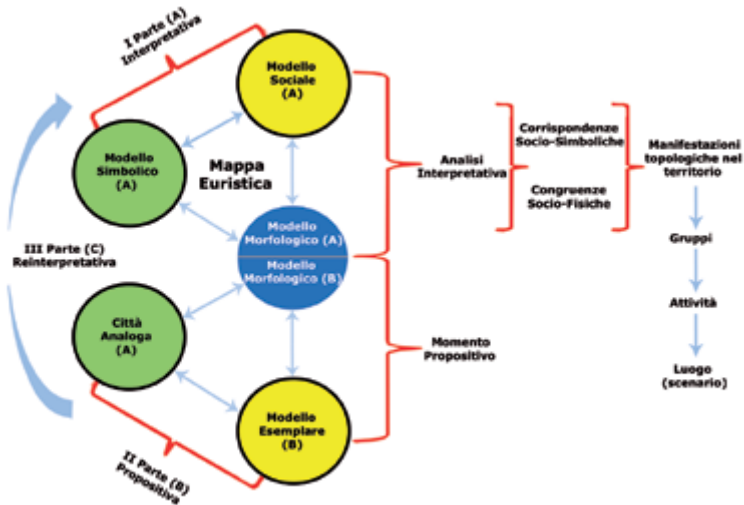 I Parte (A)
Interpretativa
Modello
Sociale
(A)
Modello
Simbolico
(A)
Mappa
Euristica
Modello
Morfologico (A)
Modello
Morfologico (B)
III Parte (C)
Reinterpretativa
Città
Analoga
(A)
Modello
Esemplare
(B)
II Parte (B)
Propositiva
Analisi
Interpretativa
Momento
Propositivo
Corrispondenze
Socio-Simboliche
Congruenze
Socio-Fisiche
Manifestazioni
topologiche nel
territorio
Gruppi
Attività
Luogo
(scenario)